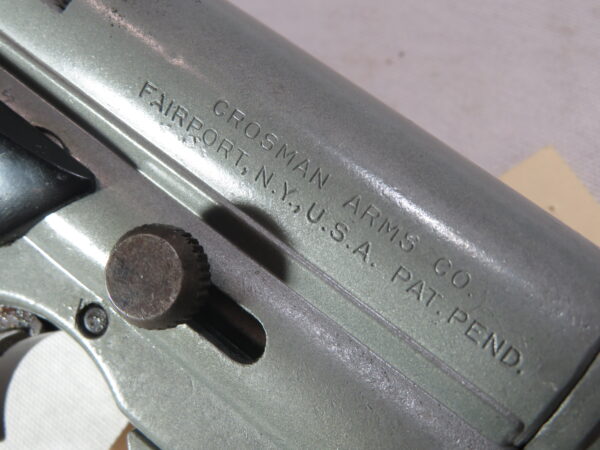 CROSMAN ARMS CO.
FAIRPORT, N.Y., U.S.A. PAT. PEND.